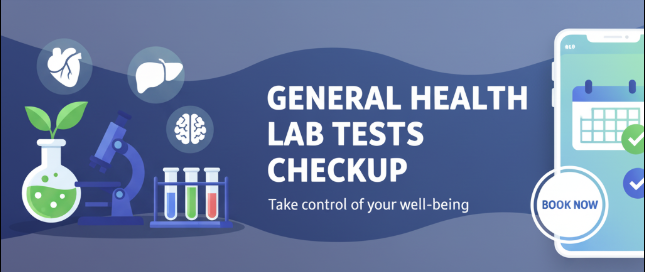 GENERAL HEALTH
LAB TESTS
CHECKUP
Take control of your well-being
BOOK NOW